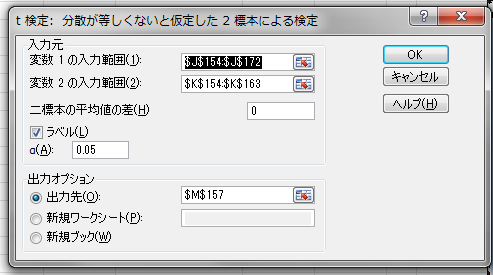 t 検定: 分散が等しくないと仮定した 2 標本による検定
入力元
変数 1 の入力範囲(1):
$J$154:$J$172
変数 2 の入力範囲(2):
$K$154:$K$163
二標本の平均値の差(H)
0
ラベル(L)
α(A):
0.05
出力オプション
出力先(O):
$M$157
新規ワークシート(P):
新規ブック(W)
OK
キャンセル
ヘルプ(H)